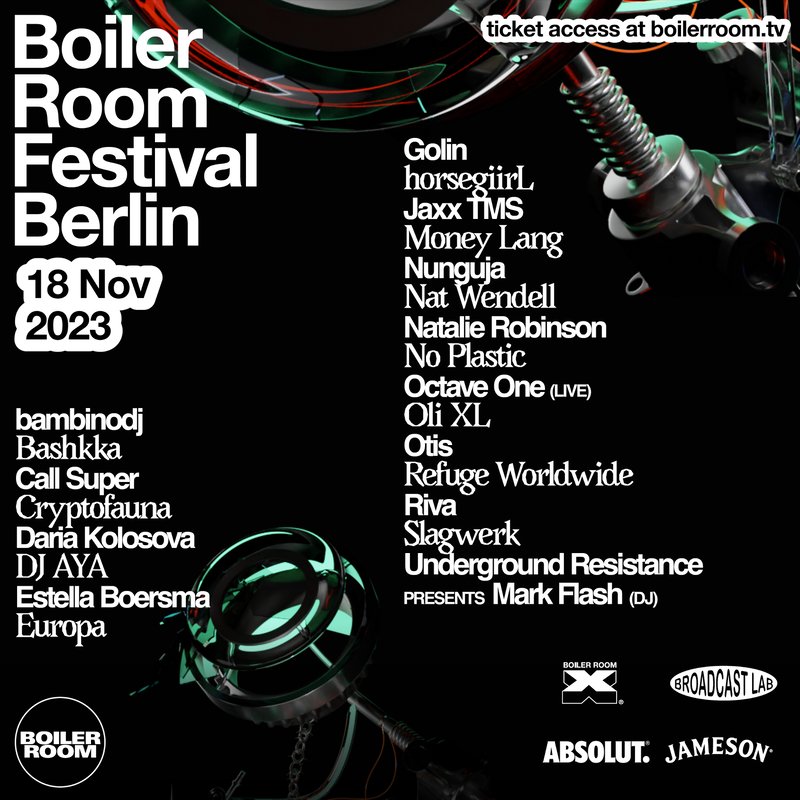 Boiler
Room
Festival
Berlin
18 Nov
2023
ticket access at boilerroom.tv
bambinodj
Bashkka
Call Super
Cryptofauna
Daria Kolosova
DJ AYA
Estella Boersma
Europa
Golin
horsegiirL
Jaxx TMS
Money Lang
Nunguja
Nat Wendell
Natalie Robinson
No Plastic
Octave One (LIVE)
Oli XL
Otis
Refuge Worldwide
Riva
Slagwerk
Underground Resistance
PRESENTS Mark Flash (DJ)
BOILER
ROOM
BOILER ROOM
X®
BROADCAST LAB
ABSOLUT.®
JAMESON®